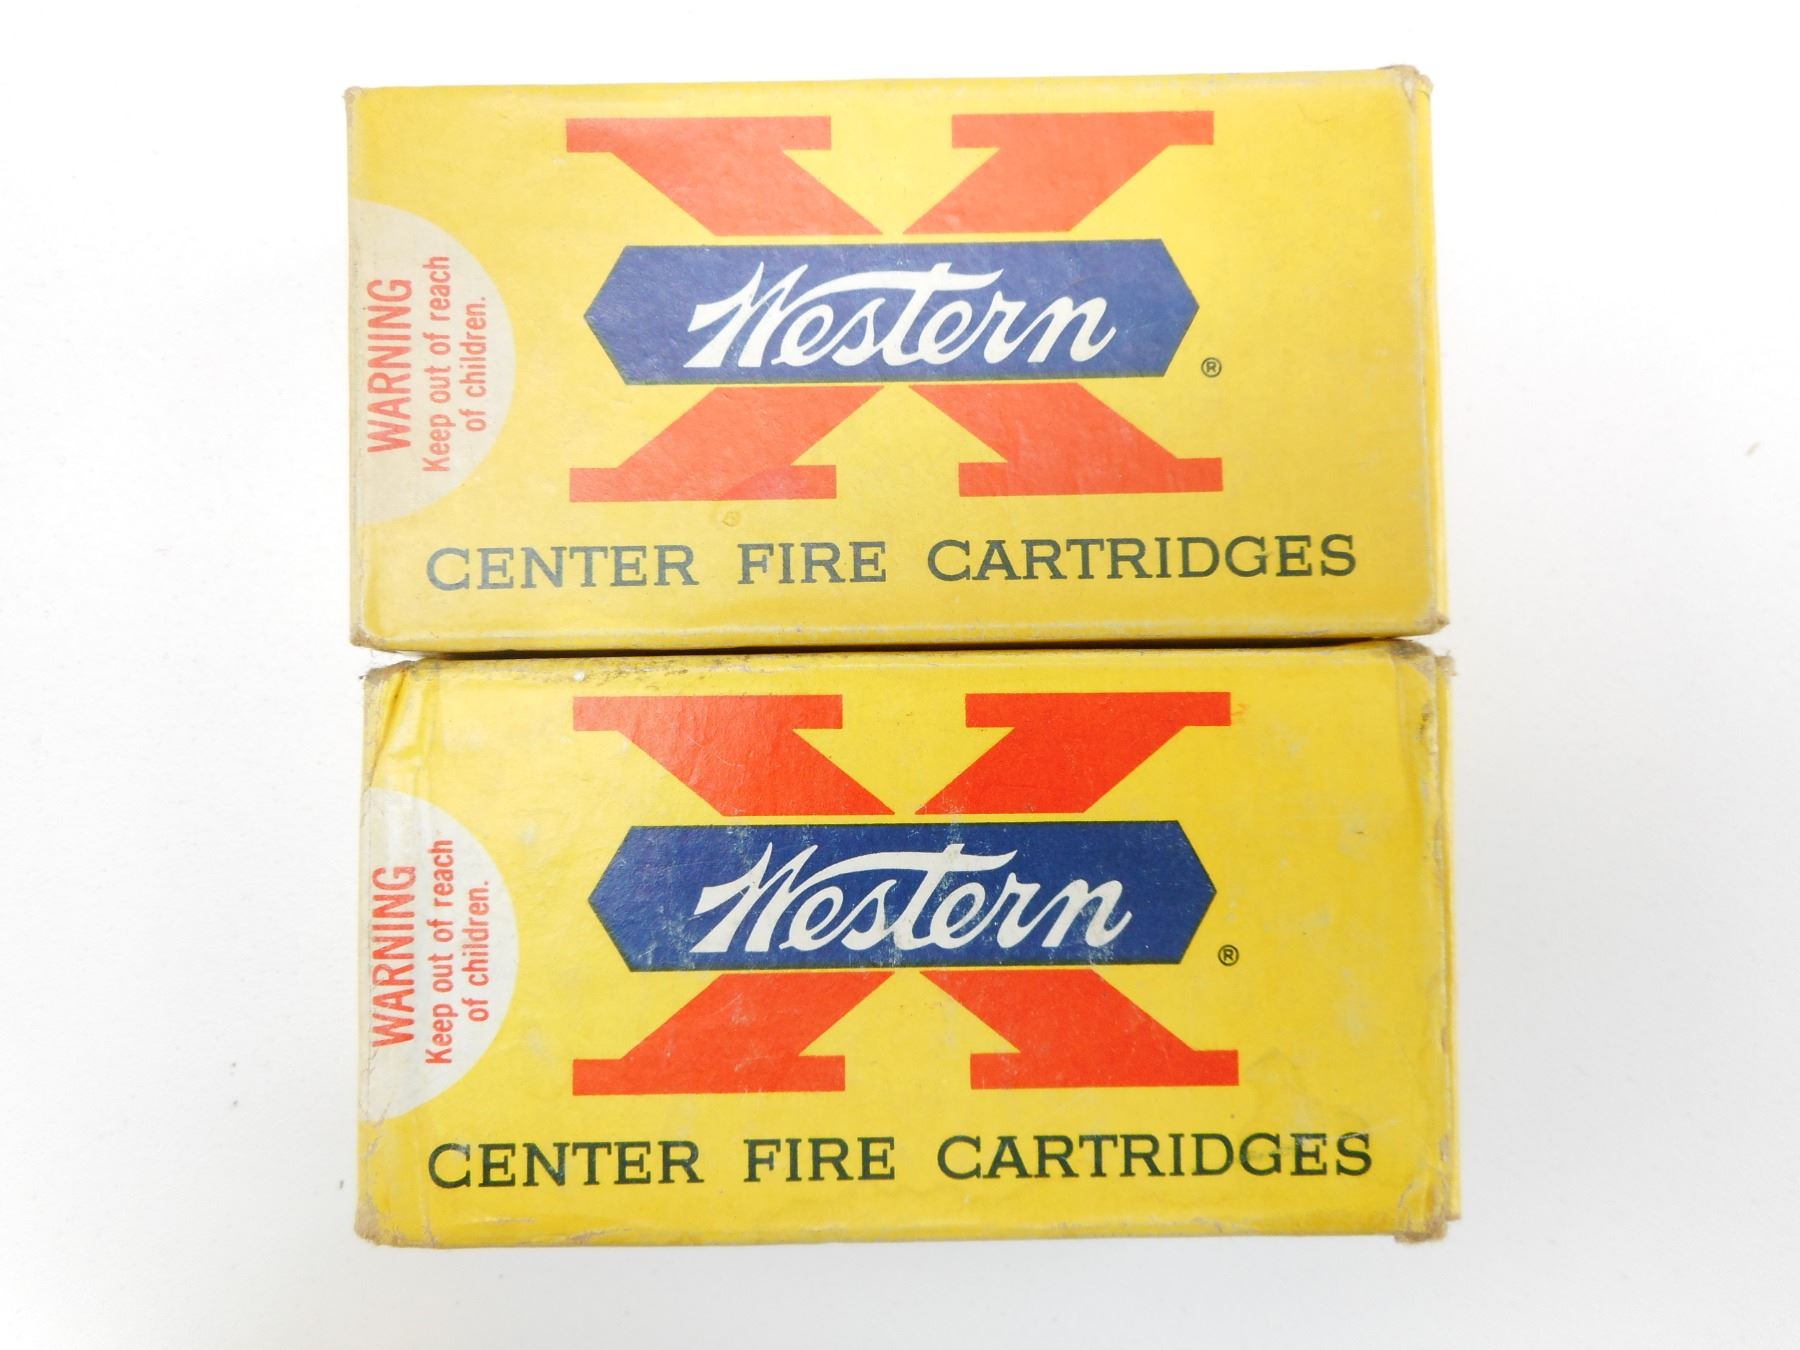 X
Western
®
CENTER FIRE CARTRIDGES
WARNING
Keep out of reach
of children.
X
Western
®
CENTER FIRE CARTRIDGES
WARNING
Keep out of reach
of children.